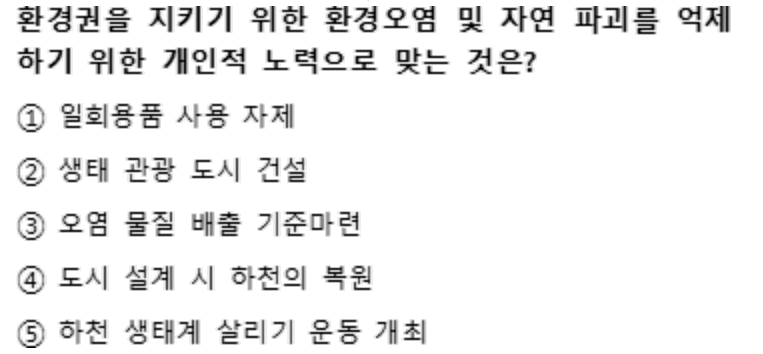 환경권을 지키기 위한 환경오염 및 자연 파괴를 억제
하기 위한 개인적 노력으로 맞는 것은?
① 일회용품 사용 자제
② 생태 관광 도시 건설
③ 오염 물질 배출 기준마련
④ 도시 설계 시 하천의 복원
⑤ 하천 생태계 살리기 운동 개최